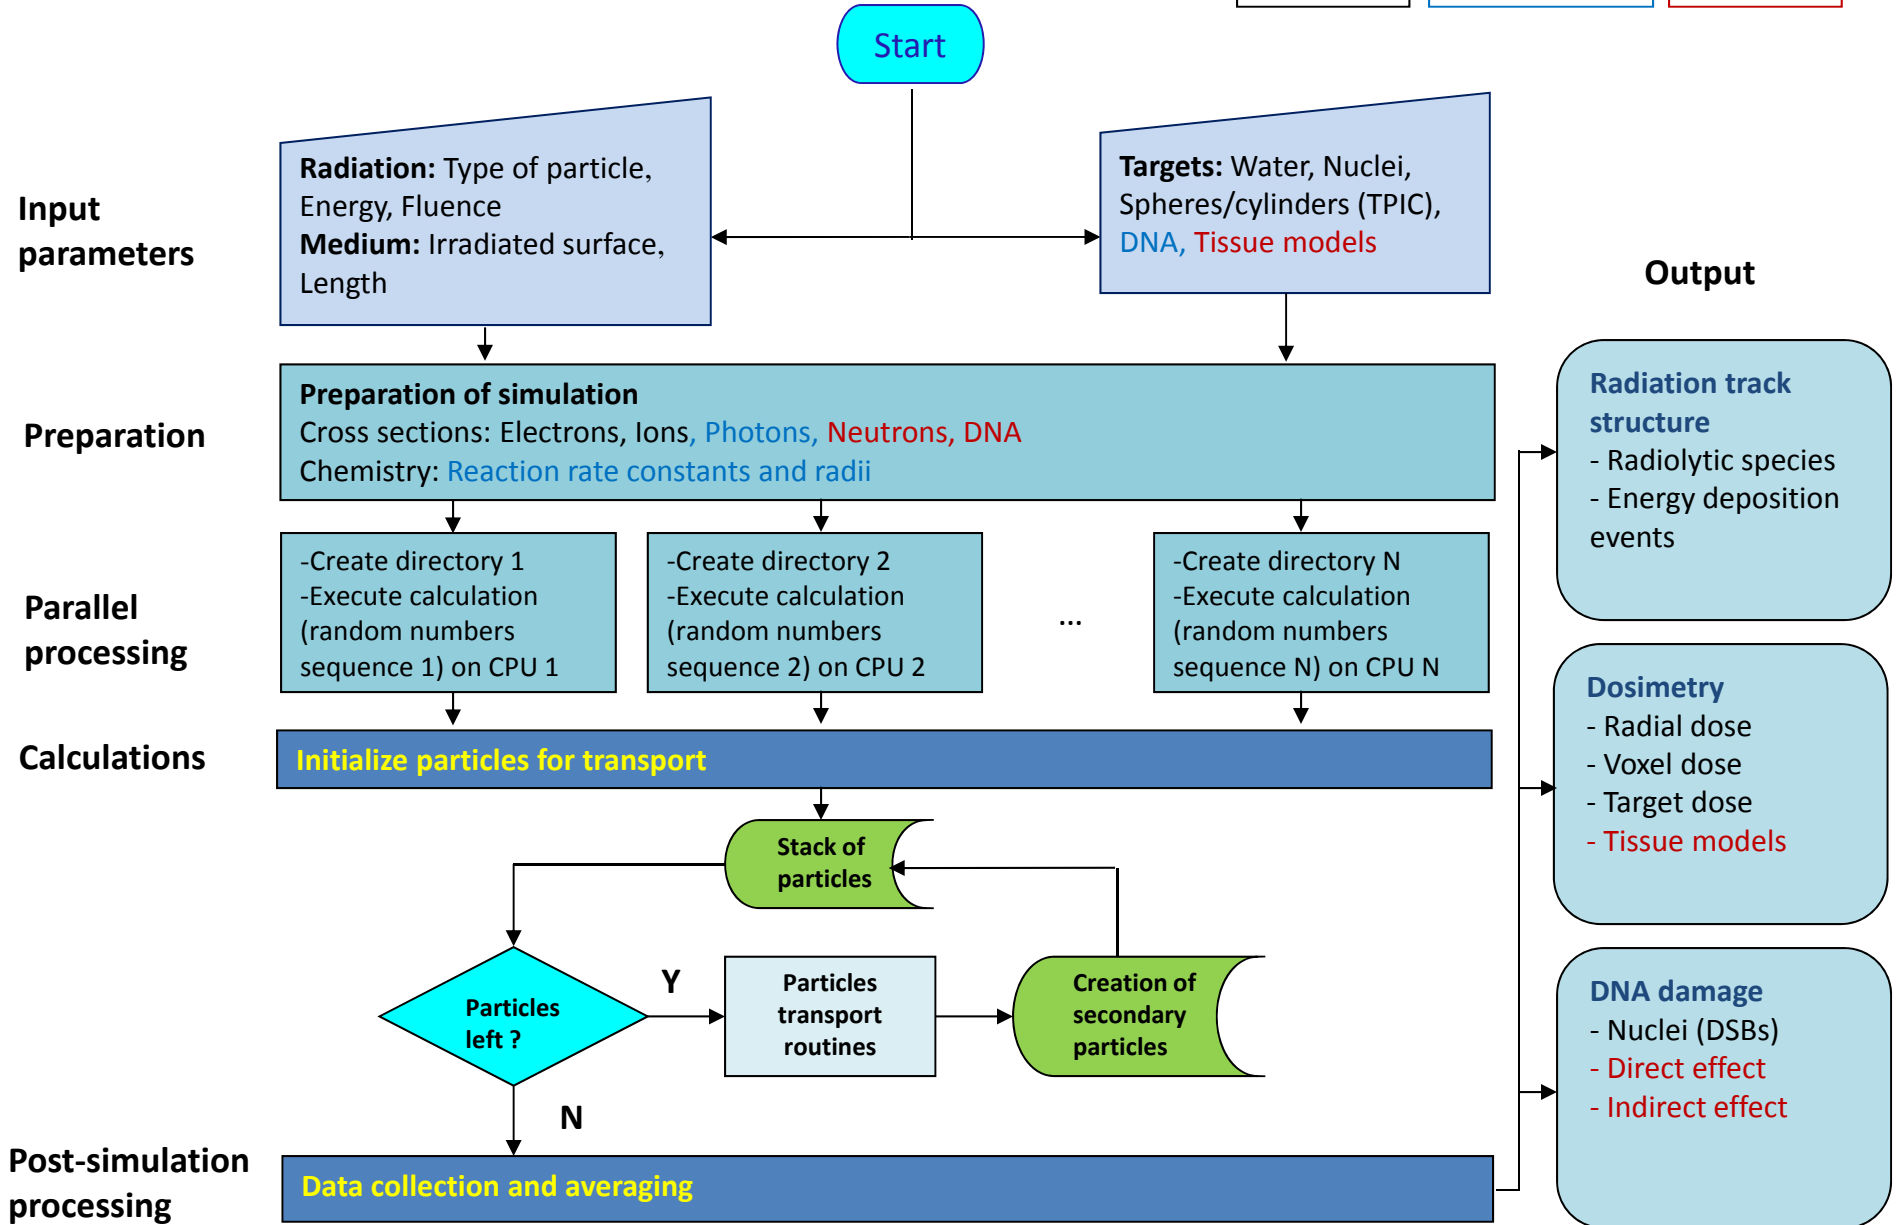 Start
Input
parameters
Radiation: Type of particle,
Energy, Fluence
Medium: Irradiated surface,
Length
Targets: Water, Nuclei,
Spheres/cylinders (TPIC),
DNA, Tissue models
Output
Preparation
Preparation of simulation
Cross sections: Electrons, Ions, Photons, Neutrons, DNA
Chemistry: Reaction rate constants and radii
Parallel
processing
-Create directory 1
-Execute calculation
(random numbers
sequence 1) on CPU 1
-Create directory 2
-Execute calculation
(random numbers
sequence 2) on CPU 2
...
-Create directory N
-Execute calculation
(random numbers
sequence N) on CPU N
Calculations
Initialize particles for transport
Stack of
particles
Particles
left ?
Y
N
Particles
transport
routines
Creation of
secondary
particles
Post-simulation
processing
Data collection and averaging
Radiation track
structure
- Radiolytic species
- Energy deposition
events
Dosimetry
- Radial dose
- Voxel dose
- Target dose
- Tissue models
DNA damage
- Nuclei (DSBs)
- Direct effect
- Indirect effect